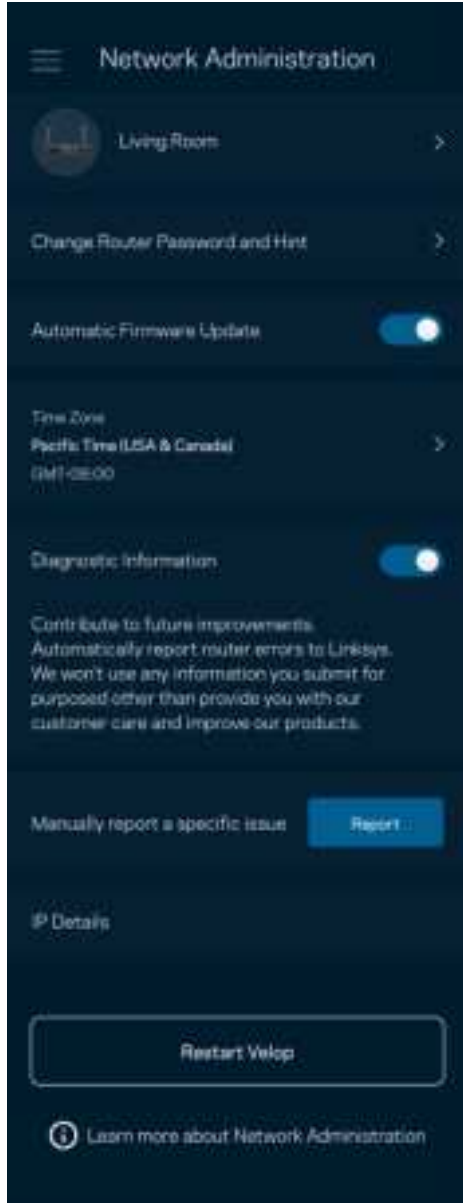 Network Administration
Living Room
Change Router Password and Hint
Automatic Firmware Update
Time Zone
Pacific Time (USA & Canada)
GMT-08:00
Diagnostic Information
Contribute to future improvements.
Automatically report router errors to Linksys.
We won't use any information you submit for
purposed other than provide you with our
customer care and improve our products.
Manually report a specific issue
Report
IP Details
Restart Velop
Learn more about Network Administration